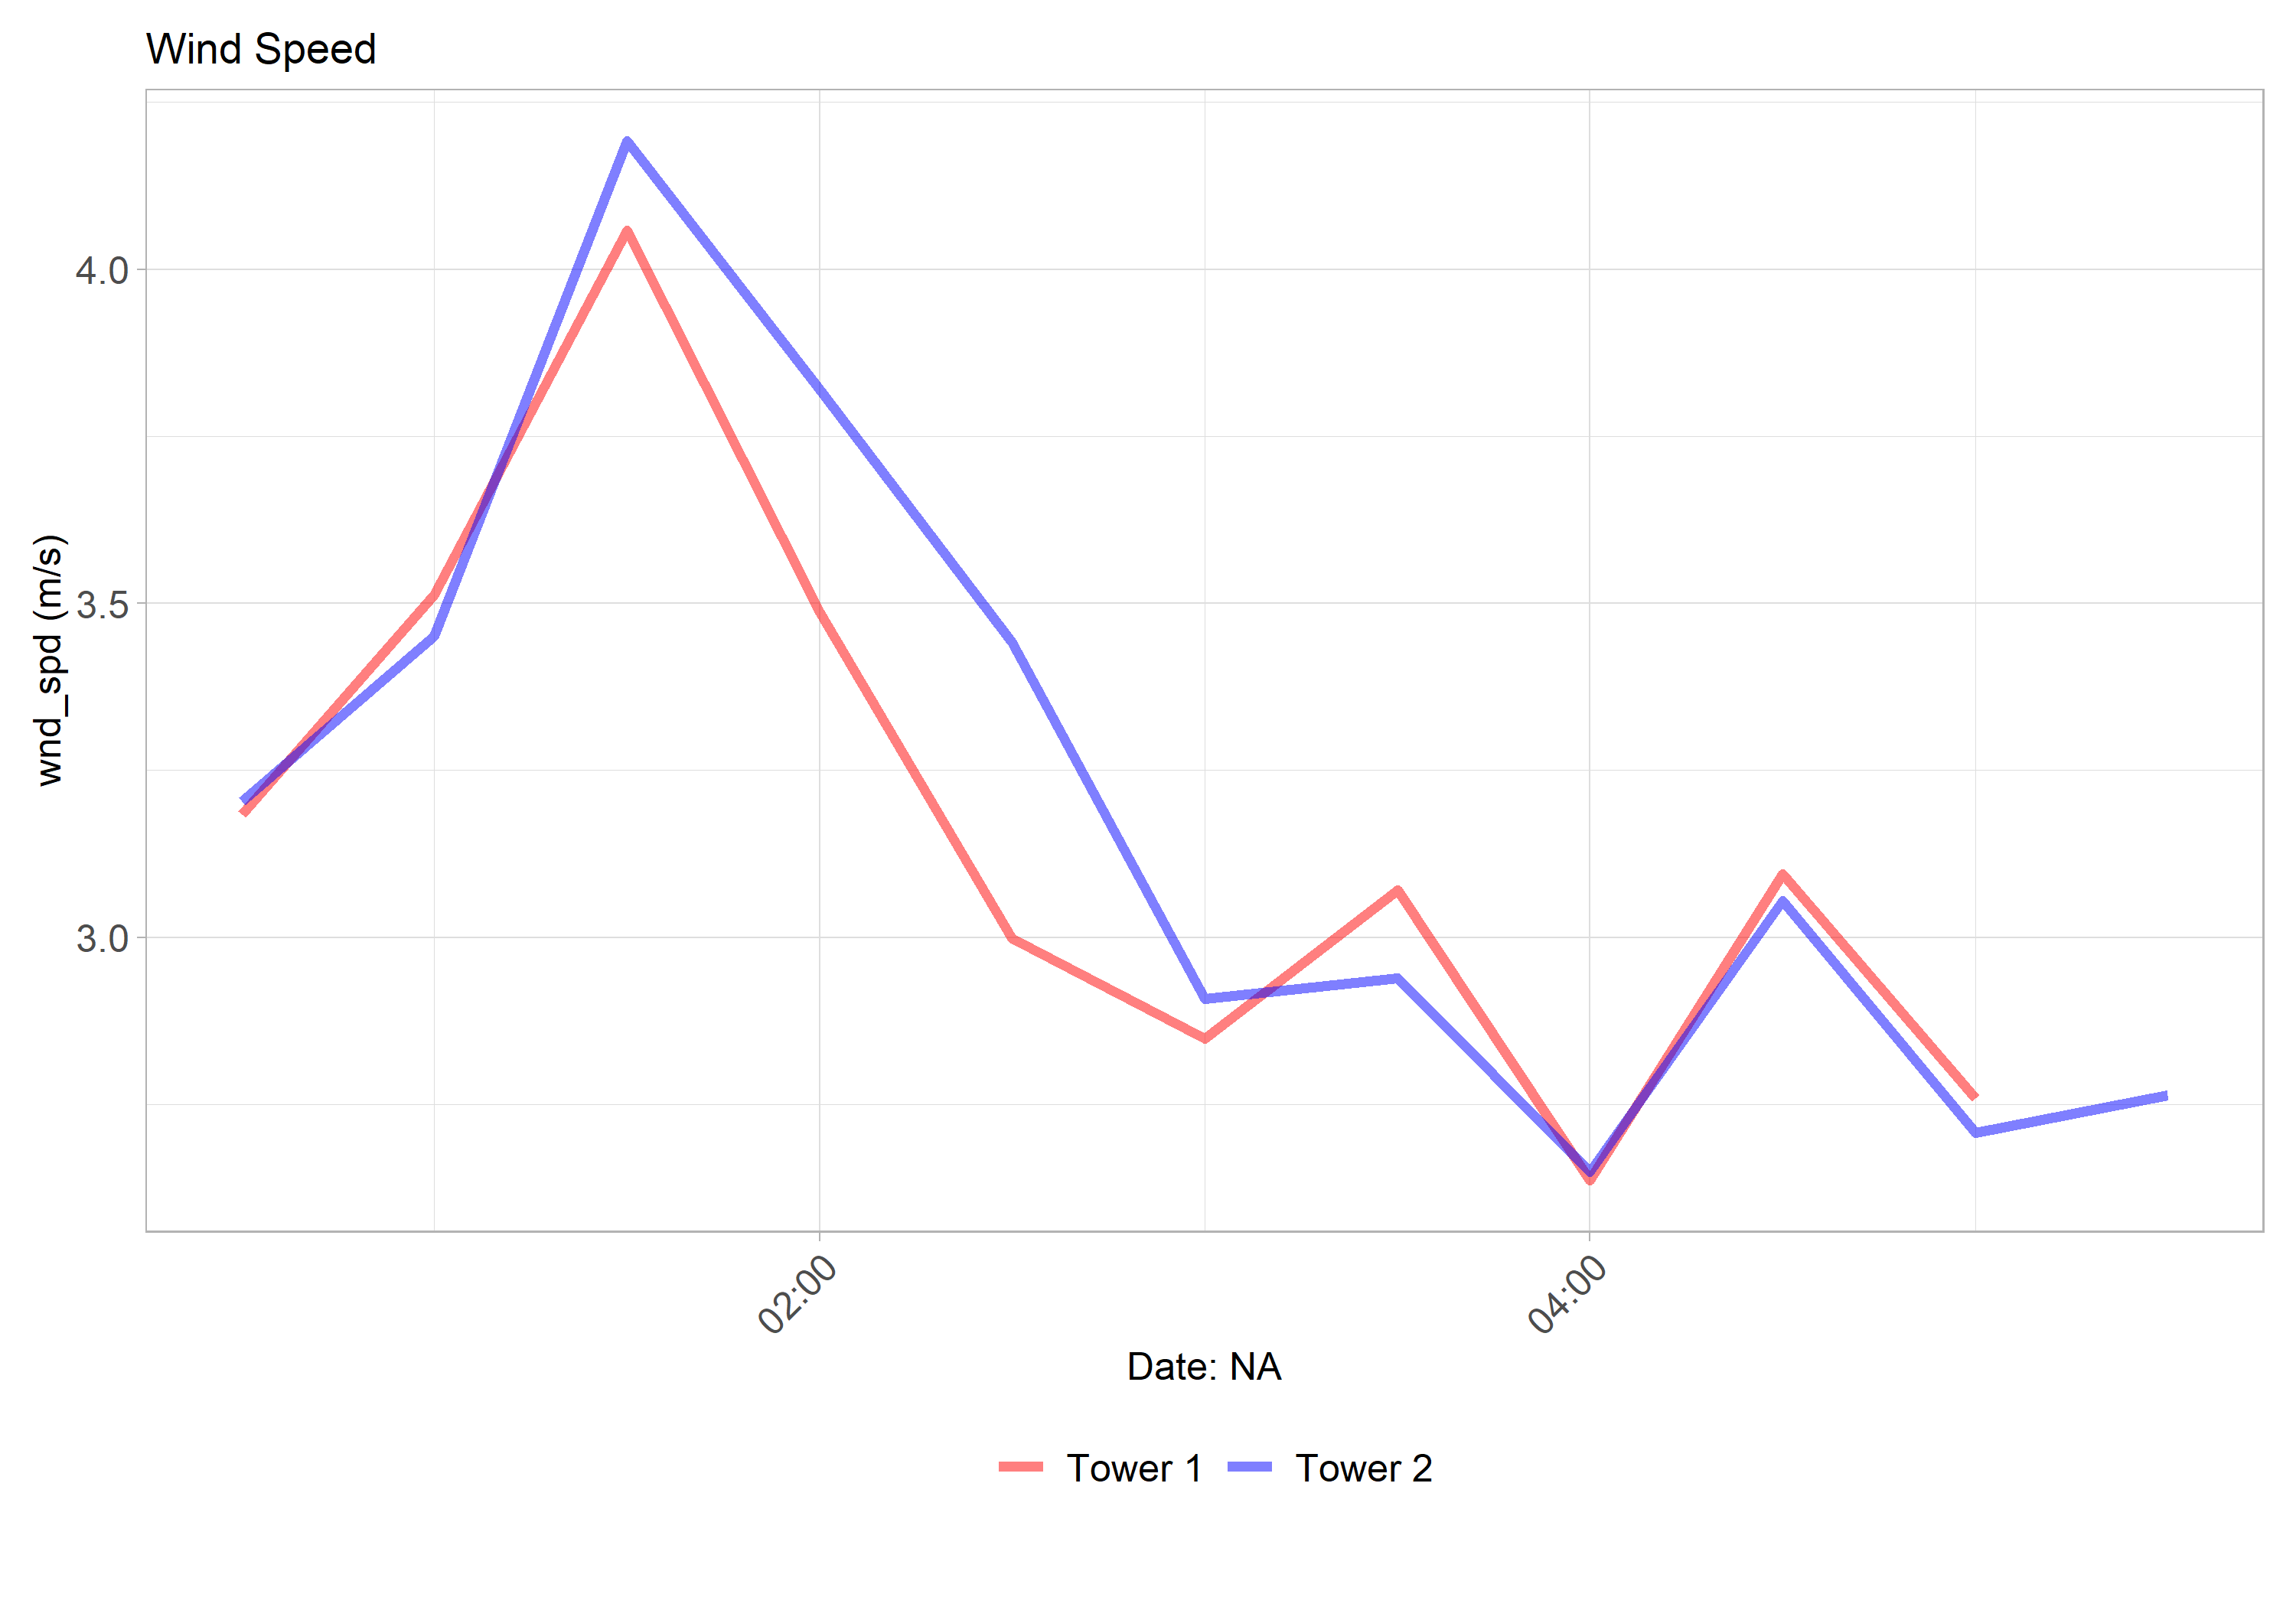 Wind Speed
wnd_spd (m/s)
4.0
3.5
3.0
02:00 04:00
Date: NA
Tower 1 Tower 2